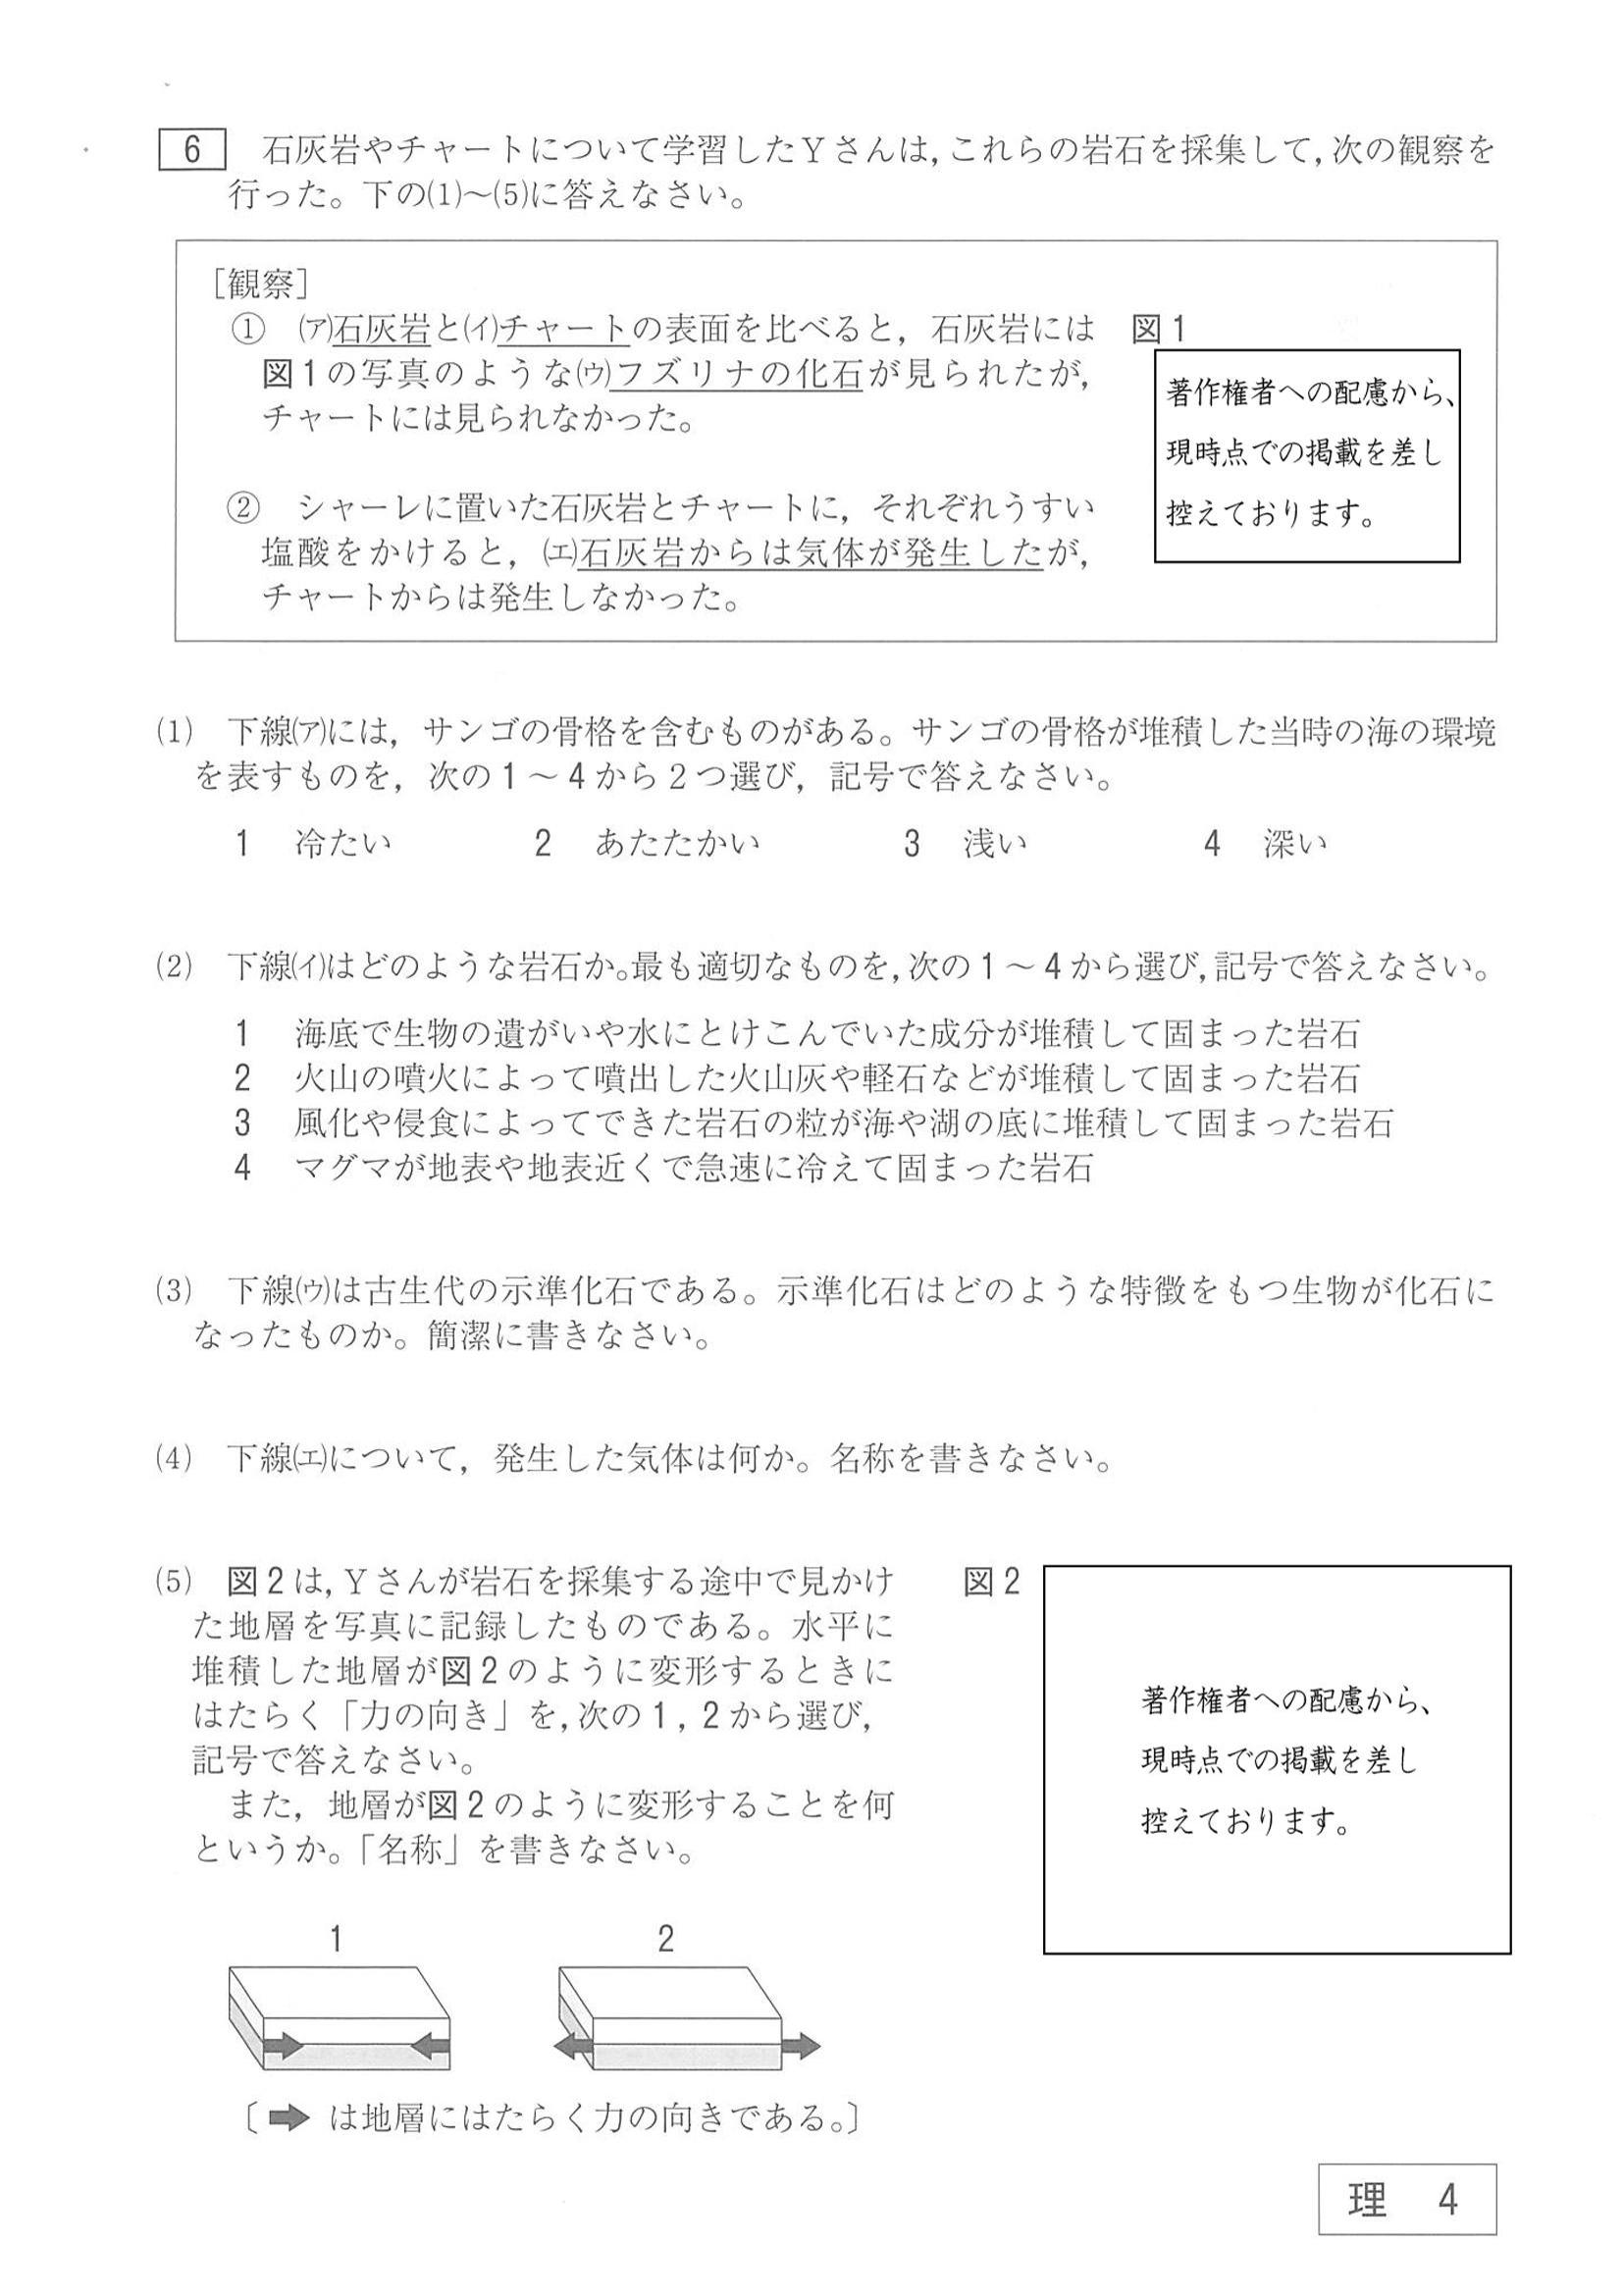 6　石灰岩やチャートについて学習したＹさんは，これらの岩石を採集して，次の観察を
行った。下の(1)～(5)に答えなさい。
［観察］
①　(ア)石灰岩と(イ)チャートの表面を比べると，石灰岩には
図1の写真のような(ウ)フズリナの化石が見られたが，
チャートには見られなかった。
図1
著作権者への配慮から、
現時点での掲載を差し
控えております。
②　シャーレに置いた石灰岩とチャートに，それぞれうすい
塩酸をかけると，(エ)石灰岩からは気体が発生したが，
チャートからは発生しなかった。
(1)　下線(ア)には，サンゴの骨格を含むものがある。サンゴの骨格が堆積した当時の海の環境
を表すものを，次の1～4から2つ選び，記号で答えなさい。
1　冷たい　2　あたたかい　3　浅い　4　深い
(2)　下線(イ)はどのような岩石か。最も適切なものを，次の1～4から選び，記号で答えなさい。
1　海底で生物の遺がいや水にとけこんでいた成分が堆積して固まった岩石
2　火山の噴火によって噴出した火山灰や軽石などが堆積して固まった岩石
3　風化や侵食によってできた岩石の粒が海や湖の底に堆積して固まった岩石
4　マグマが地表や地表近くで急速に冷えて固まった岩石
(3)　下線(ウ)は古生代の示準化石である。示準化石はどのような特徴をもつ生物が化石に
なったものか。簡潔に書きなさい。
(4)　下線(エ)について，発生した気体は何か。名称を書きなさい。
(5)　図2は，Ｙさんが岩石を採集する途中で見かけ
た地層を写真に記録したものである。水平に
堆積した地層が図2のように変形するときに
はたらく「力の向き」を，次の1，2から選び，
記号で答えなさい。
また，地層が図2のように変形することを何
というか。「名称」を書きなさい。
図2
著作権者への配慮から、
現時点での掲載を差し
控えております。
1　2
〔➡は地層にはたらく力の向きである。〕
理　4